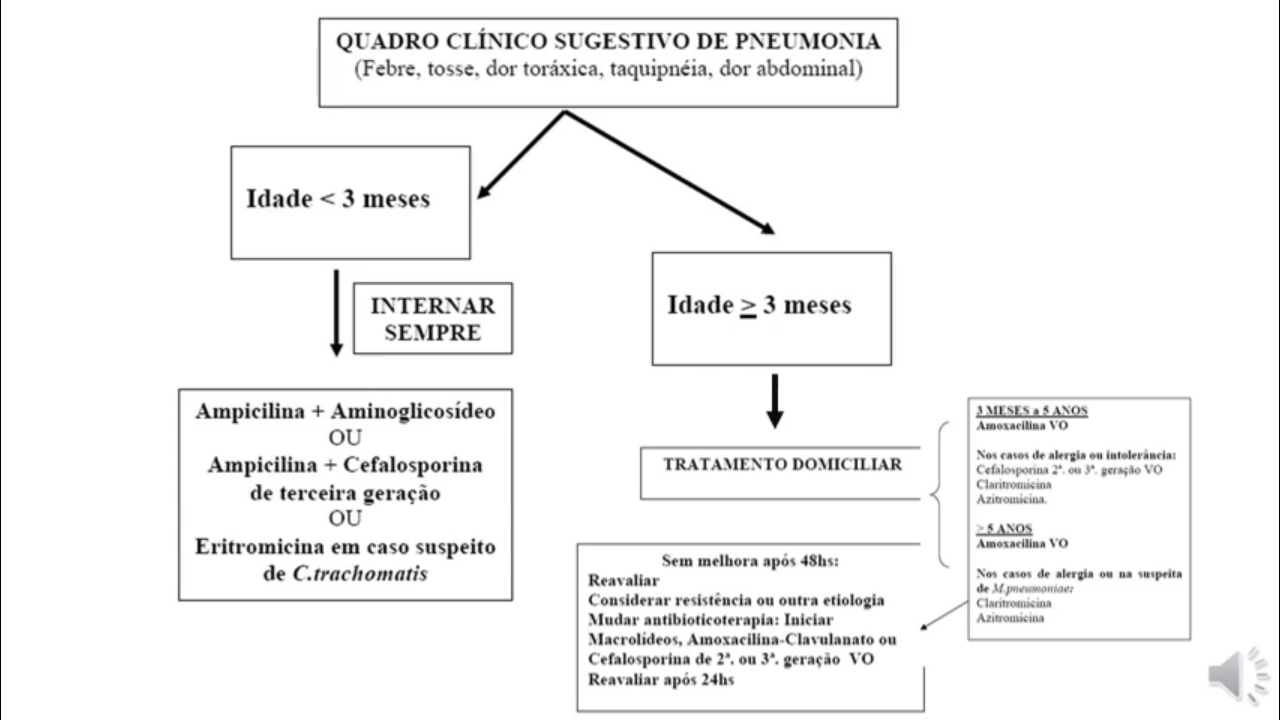 QUADRO CLÍNICO SUGESTIVO DE PNEUMONIA
(Febre, tosse, dor toráxica, taquipnéia, dor abdominal)
Idade < 3 meses
INTERNAR
SEMPRE
Ampicilina + Aminoglicosídeo
OU
Ampicilina + Cefalosporina
de terceira geração
OU
Eritromicina em caso suspeito
de C.trachomatis
Idade ≥ 3 meses
TRATAMENTO DOMICILIAR
3 MESES a 5 ANOS
Amoxacilina VO
Nos casos de alergia ou intolerância:
Cefalosporina 2ª. ou 3ª. geração VO
Claritromicina
Azitromicina.
> 5 ANOS
Amoxacilina VO
Nos casos de alergia ou na suspeita
de M.pneumoniae:
Claritromicina
Azitromicina
Sem melhora após 48hs:
Reavaliar
Considerar resistência ou outra etiologia
Mudar antibioticoterapia: Iniciar
Macrolídeos, Amoxacilina-Clavulanato ou
Cefalosporina de 2ª. ou 3ª. geração VO
Reavaliar após 24hs